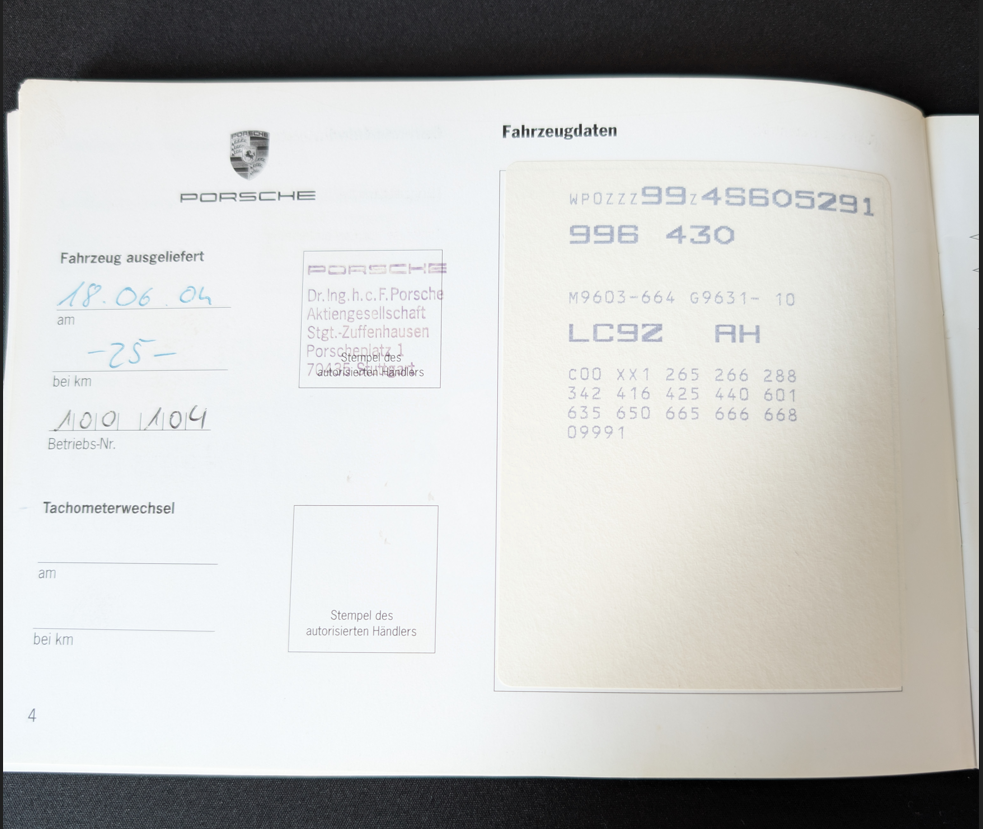 PORSCHE
PORSCHE
Fahrzeug ausgeliefert
18.06.04
am
-25-
bei km
100 104
Betriebs-Nr.
PORSCHE
Dr.Ing.h.c.F.Porsche
Aktiengesellschaft
Stgt.-Zuffenhausen
Porscheplatz 1
70435 Stuttgart
Stempel des
autorisierten Händlers
Tachometerwechsel
am
bei km
Stempel des
autorisierten Händlers
4
Fahrzeugdaten
WP0ZZZ99Z4S605291
996 430
M9603-664 G9631- 10
LC9Z AH
C00 XX1 265 266 288
342 416 425 440 601
635 650 665 666 668
09991